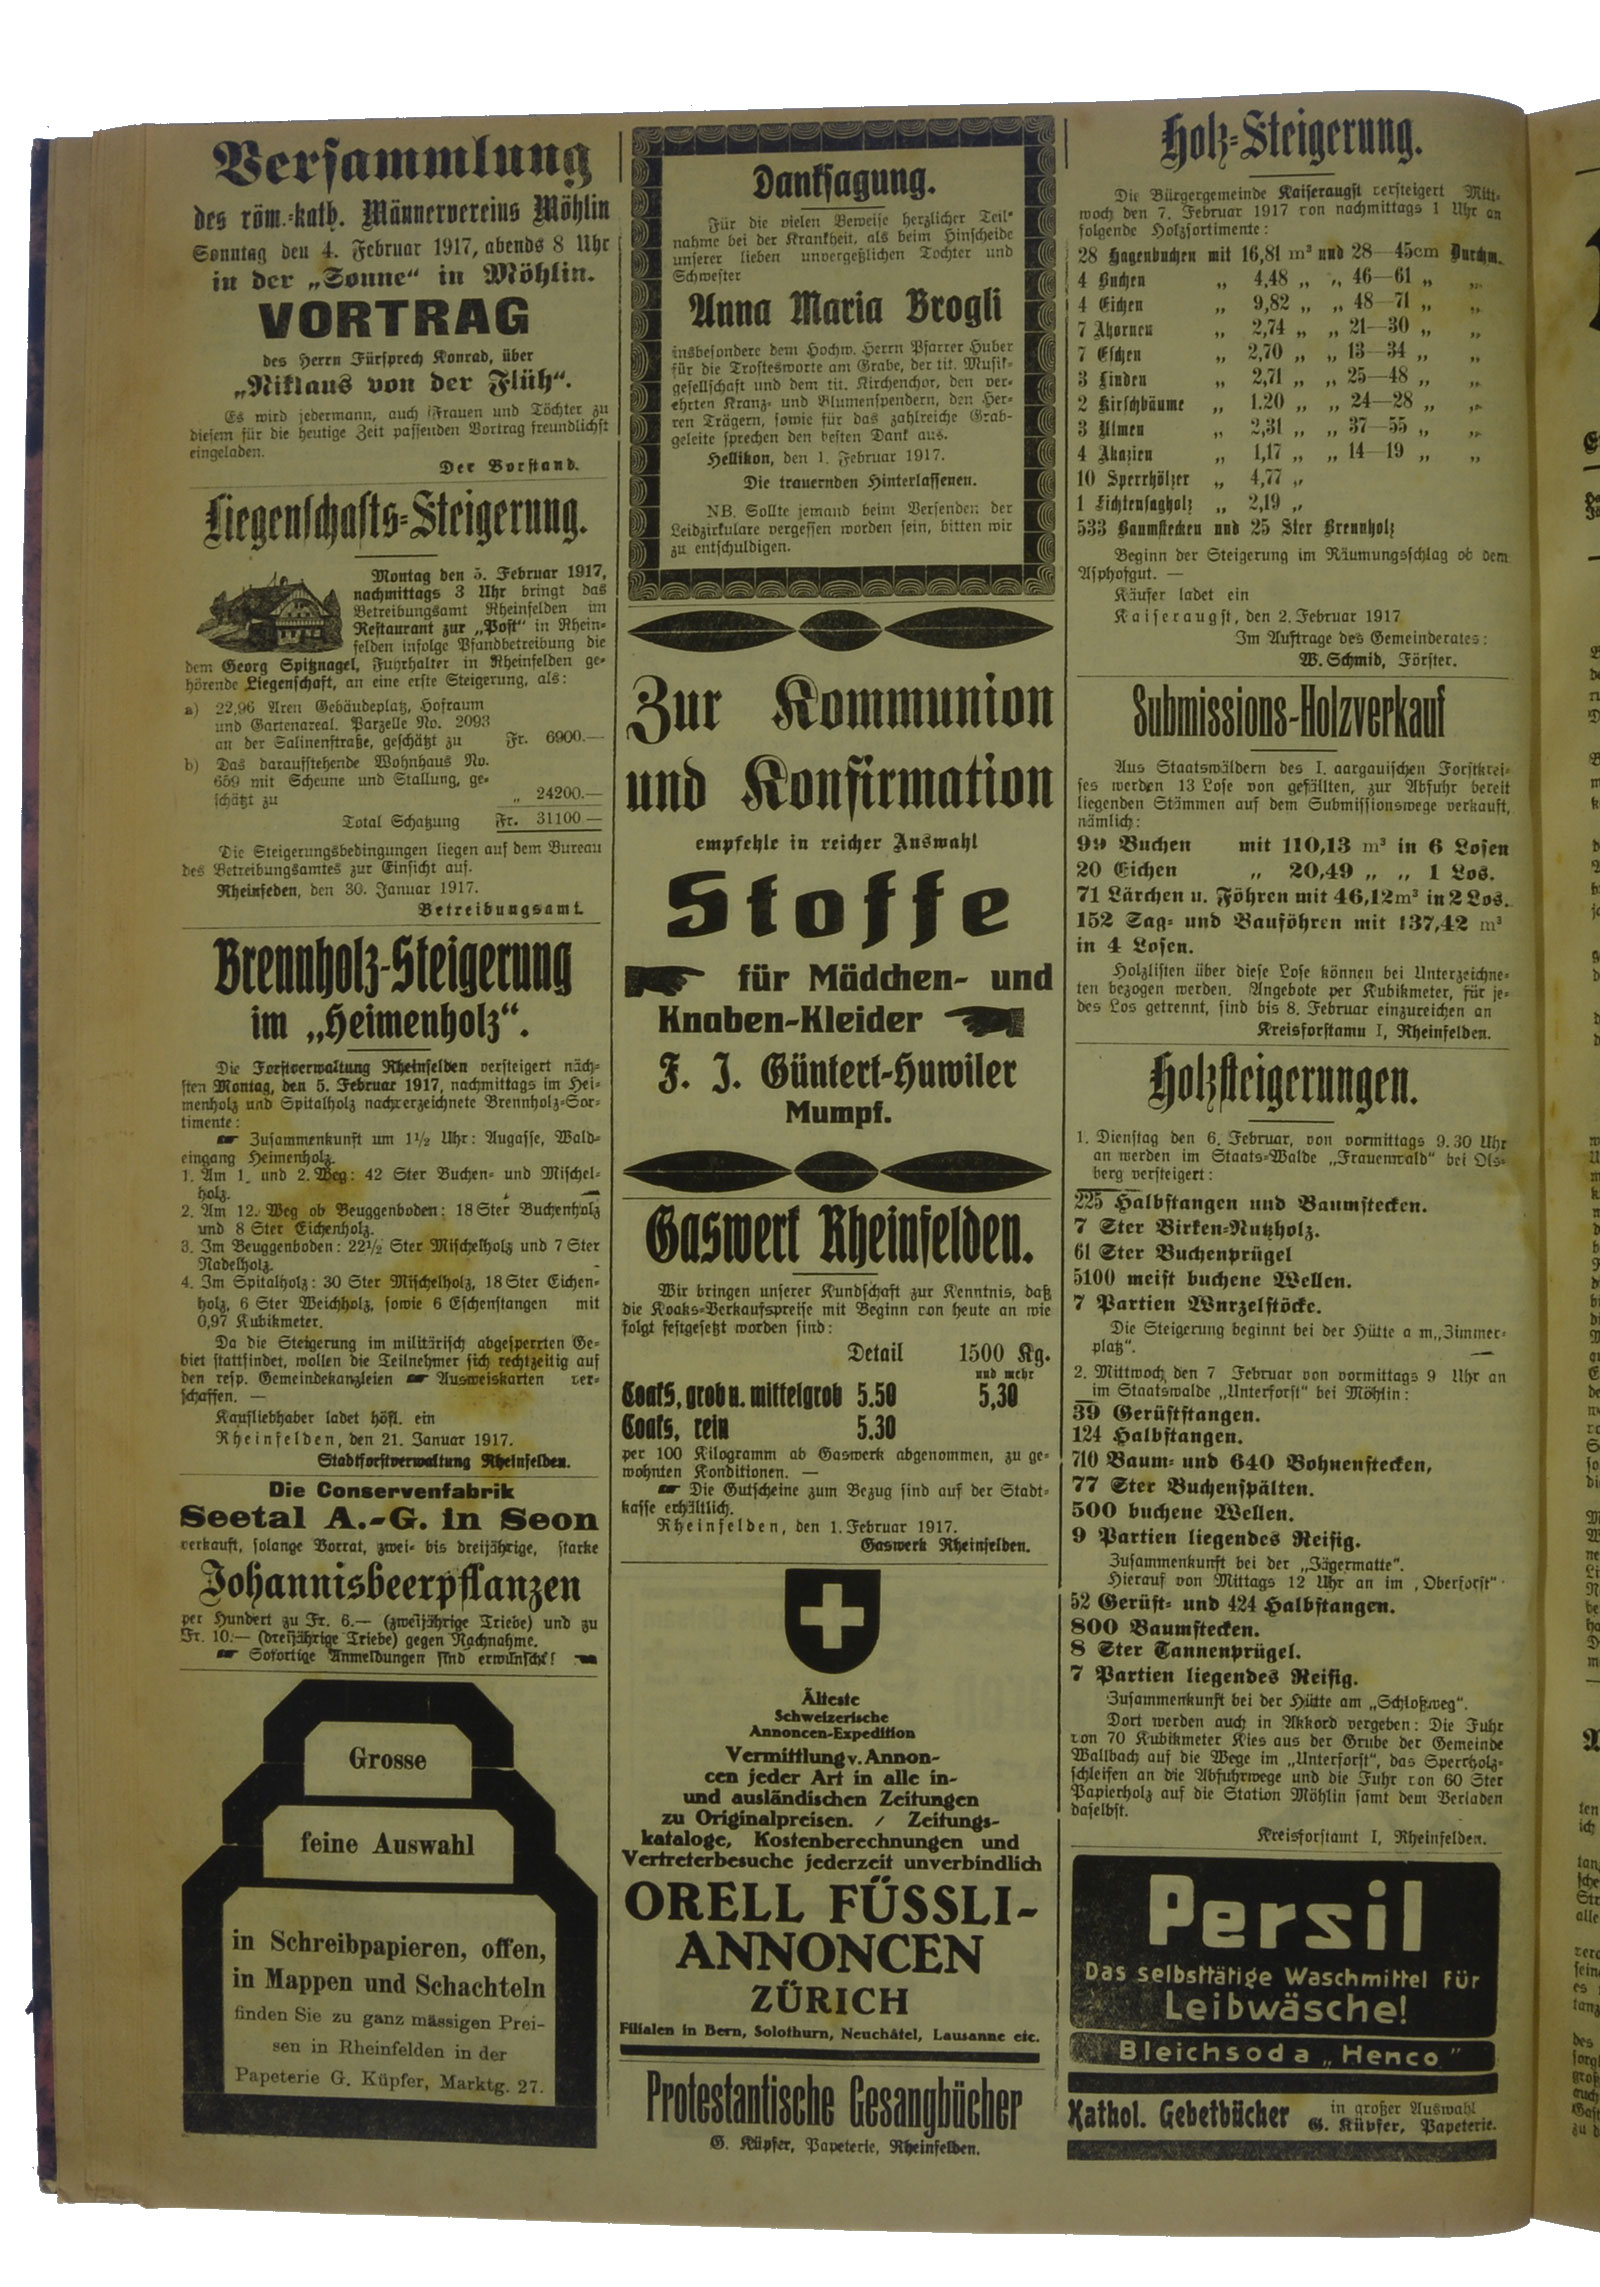 Versammlung
des röm.-kath. Männervereins Möhlin
Sonntag den 4. Februar 1917, abends 8 Uhr
in der „Sonne“ in Möhlin.
VORTRAG
des Herrn Fürsprech Konrad, über
„Niklaus von der Flüh“.
Es wird jedermann, auch Frauen und Töchter zu
diesem für die heutige Zeit passenden Vortrag freundlichst
eingeladen.
Der Vorstand.
Liegenschafts-Steigerung.
Montag den 5. Februar 1917,
nachmittags 3 Uhr bringt das
Betreibungsamt Rheinfelden im
Restaurant zur „Post“ in Rhein-
felden infolge Pfandbetreibung die
dem Georg Spitznagel, Fuhrhalter in Rheinfelden ge-
hörende Liegenschaft, an eine erste Steigerung, als:
a) 22,96 Aren Gebäudeplatz, Hofraum
und Gartenareal. Parzelle No. 2093
an der Salinenstraße, geschätzt zu Fr. 6900.—
b) Das daraufstehende Wohnhaus No.
659 mit Scheune und Stallung, ge-
schätzt zu „ 24200.—
Total Schatzung Fr. 31100—
Die Steigerungsbedingungen liegen auf dem Bureau
des Betreibungsamtes zur Einsicht auf.
Rheinfeden, den 30. Januar 1917.
Betreibungsamt.
Brennholz-Steigerung
im „Heimenholz“.
Die Forstverwaltung Rheinfelden versteigert näch-
sten Montag, den 5. Februar 1917, nachmittags im Hei-
menholz und Spitalholz nachverzeichnete Brennholz-Sor-
timente:
☛ Zusammenkunft um 1½ Uhr: Augasse, Wald-
eingang Heimenholz.
1. Am 1. und 2. Weg: 42 Ster Buchen- und Mischel-
holz.
2. Am 12. Weg ob Beuggenboden: 18 Ster Buchenholz
und 8 Ster Eichenholz.
3. Im Beuggenboden: 22½ Ster Mischelholz und 7 Ster
Nadelholz.
4. Im Spitalholz: 30 Ster Mischelholz, 18 Ster Eichen-
holz, 6 Ster Weichholz, sowie 6 Eschenstangen mit
0,97 Kubikmeter.
Da die Steigerung im militärisch abgesperrten Ge-
biet stattfindet, wollen die Teilnehmer sich rechtzeitig auf
den resp. Gemeindekanzleien ☛ Ausweiskarten ver-
schaffen. —
Kaufliebhaber ladet höfl. ein
Rheinfelden, den 21. Januar 1917.
Stadtforstverwaltung Rheinfelden.
Die Conservenfabrik
Seetal A.-G. in Seon
verkauft, solange Vorrat, zwei- bis dreijährige, starke
Johannisbeerpflanzen
per Hundert zu Fr. 6.— (zweijährige Triebe) und zu
Fr. 10.— (dreijährige Triebe) gegen Nachnahme.
☛ Sofortige Anmeldungen sind erwünscht! ☚
Grosse
feine Auswahl
in Schreibpapieren, offen,
in Mappen und Schachteln
finden Sie zu ganz mässigen Prei-
sen in Rheinfelden in der
Papeterie G. Küpfer, Marktg. 27.
Danksagung.
Für die vielen Beweise herzlicher Teil-
nahme bei der Krankheit, als beim Hinscheide
unserer lieben unvergeßlichen Tochter und
Schwester
Anna Maria Brogli
insbesondere dem Hochw. Herrn Pfarrer Huber
für die Trostesworte am Grabe, der tit. Musik-
gesellschaft und dem tit. Kirchenchor, den ver-
ehrten Kranz- und Blumenspendern, den Her-
ren Trägern, sowie für das zahlreiche Grab-
geleite sprechen den besten Dank aus.
Hellikon, den 1. Februar 1917.
Die trauernden Hinterlassenen.
NB. Sollte jemand beim Versenden der
Leidzirkulare vergessen worden sein, bitten wir
zu entschuldigen.
Zur Kommunion
und Konfirmation
empfehle in reicher Auswahl
Stoffe
für Mädchen- und
Knaben-Kleider
F. J. Güntert-Huwiler
Mumpf.
Gaswerk Rheinfelden.
Wir bringen unserer Kundschaft zur Kenntnis, daß
die Koaks-Verkaufspreise mit Beginn von heute an wie
folgt festgesetzt worden sind:
Detail 1500 Kg.
und mehr
Coaks, grob u. mittelgrob 5.50 5,30
Coaks, rein 5.30
per 100 Kilogramm ab Gaswerk abgenommen, zu ge-
wohnten Konditionen. —
☛ Die Gutscheine zum Bezug sind auf der Stadt-
kasse erhältlich.
Rheinfelden, den 1. Februar 1917.
Gaswerk Rheinfelden.
Älteste
Schweizerische
Annoncen-Expedition
Vermittlung v. Annon-
cen jeder Art in alle in-
und ausländischen Zeitungen
zu Originalpreisen. / Zeitungs-
kataloge, Kostenberechnungen und
Vertreterbesuche jederzeit unverbindlich
ORELL FÜSSLI-
ANNONCEN
ZÜRICH
Filialen in Bern, Solothurn, Neuchâtel, Lausanne etc.
Protestantische Gesangbücher
G. Küpfer, Papeterie, Rheinfelden.
Holz-Steigerung.
Die Bürgergemeinde Kaiseraugst versteigert Mitt-
woch den 7. Februar 1917 von nachmittags 1 Uhr an
folgende Holzsortimente:
28 Hagenbuchen mit 16,81 m³ und 28—45cm Durchm.
4 Buchen „ 4,48 „ „ 46—61 „ „
4 Eichen „ 9,82 „ „ 48—71 „ „
7 Ahornen „ 2,74 „ „ 21—30 „ „
7 Eschen „ 2,70 „ „ 13—34 „ „
3 Linden „ 2,71 „ „ 25—48 „ „
2 Kirschbäume „ 1.20 „ „ 24—28 „ „
3 Ulmen „ 2,31 „ „ 37—55 „ „
4 Akazien „ 1,17 „ „ 14—19 „ „
10 Sperrhölzer „ 4,77 „
1 Fichtensagholz „ 2,19 „
533 Baumstecken und 25 Ster Brennholz
Beginn der Steigerung im Räumungsschlag ob dem
Asphofgut. —
Käufer ladet ein
Kaiseraugst, den 2. Februar 1917
Im Auftrage des Gemeinderates:
W. Schmid, Förster.
Submissions-Holzverkauf
Aus Staatswäldern des I. aargauischen Forstkrei-
ses werden 13 Lose von gefällten, zur Abfuhr bereit
liegenden Stämmen auf dem Submissionswege verkauft,
nämlich:
99 Buchen mit 110,13 m³ in 6 Losen
20 Eichen „ 20,49 „ „ 1 Los.
71 Lärchen u. Föhren mit 46,12m³ in 2 Los.
152 Sag- und Bauföhren mit 137,42 m³
in 4 Losen.
Holzlisten über diese Lose können bei Unterzeichne-
ten bezogen werden. Angebote per Kubikmeter, für je-
des Los getrennt, sind bis 8. Februar einzureichen an
Kreisforstamu I, Rheinfelden.
Holzsteigerungen.
1. Dienstag den 6. Februar, von vormittags 9.30 Uhr
an werden im Staats-Walde „Frauenwald“ bei Ols-
berg versteigert:
225 Halbstangen und Baumstecken.
7 Ster Birken-Nutzholz.
61 Ster Buchenprügel
5100 meist buchene Wellen.
7 Partien Wnrzelstöcke.
Die Steigerung beginnt bei der Hütte a m„Zimmer-
platz“.
2. Mittwoch den 7 Februar von vormittags 9 Uhr an
im Staatswalde „Unterforst“ bei Möhlin:
39 Gerüststangen.
124 Halbstangen.
710 Baum- und 640 Bohnenstecken,
77 Ster Buchenspälten.
500 buchene Wellen.
9 Partien liegendes Reisig.
Zusammenkunft bei der „Jägermatte“.
Hierauf von Mittags 12 Uhr an im „Oberforst“
52 Gerüst- und 424 Halbstangen.
800 Baumstecken.
8 Ster Tannenprügel.
7 Partien liegendes Reisig.
Zusammenkunft bei der Hütte am „Schloßweg“.
Dort werden auch in Akkord vergeben: Die Fuhr
von 70 Kubikmeter Kies aus der Grube der Gemeinde
Wallbach auf die Wege im „Unterforst“, das Sperrholz-
schleifen an die Abfuhrwege und die Fuhr von 60 Ster
Papierholz auf die Station Möhlin samt dem Verladen
daselbst.
Kreisforstamt I, Rheinfelden.
Persil
Das selbsttätige Waschmittel für
Leibwäsche!
Bleichsoda „Henco“
Kathol. Gebetbücher in großer Auswahl
G. Küpfer, Papeterie.